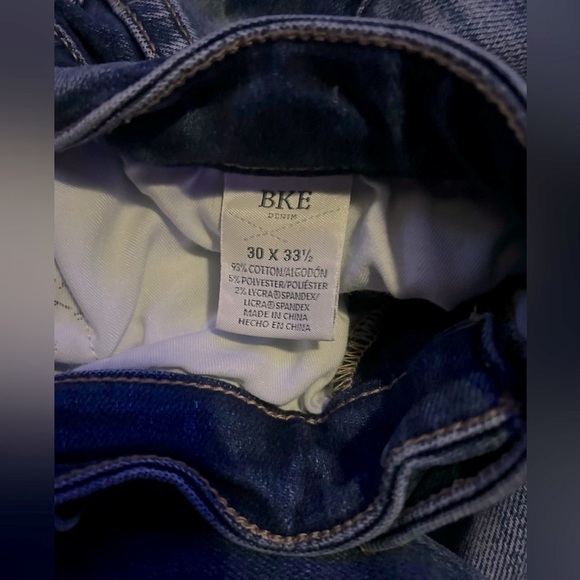 BKE
DENIM
30 X 33½
93% COTTON/ALGODÓN
5% POLYESTER/POLIÉSTER
2% LYCRA®SPANDEX/
LICRA®SPANDEX
MADE IN CHINA
HECHO EN CHINA